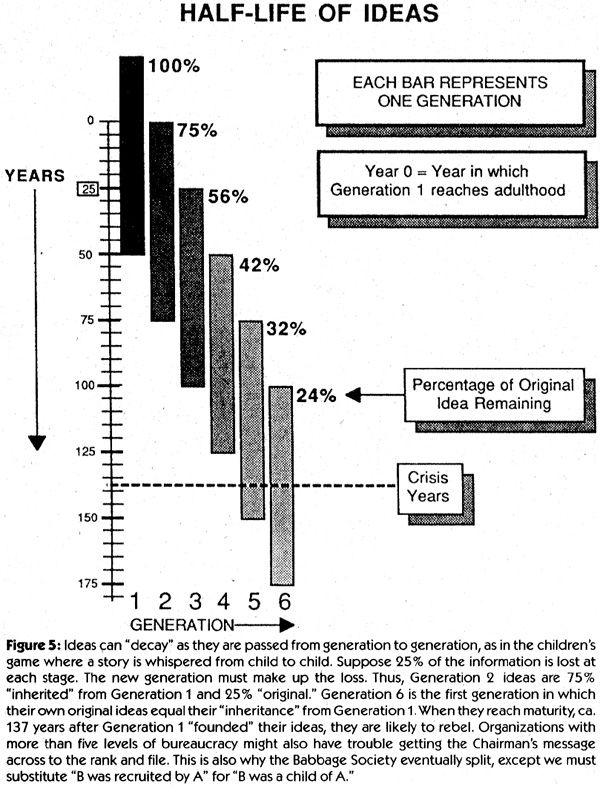 HALF-LIFE OF IDEAS
100%
EACH BAR REPRESENTS
ONE GENERATION
0
75%
Year 0 = Year in which
Generation 1 reaches adulthood
YEARS
25
56%
50
42%
75
32%
100
24%
Percentage of Original
Idea Remaining
125
Crisis
Years
150
175
1 2 3 4 5 6
GENERATION
Figure 5: Ideas can "decay" as they are passed from generation to generation, as in the children's
game where a story is whispered from child to child. Suppose 25% of the information is lost at
each stage. The new generation must make up the loss. Thus, Generation 2 ideas are 75%
"inherited" from Generation 1 and 25% "original." Generation 6 is the first generation in which
their own original ideas equal their "inheritance" from Generation 1. When they reach maturity, ca.
137 years after Generation 1 "founded" their ideas, they are likely to rebel. Organizations with
more than five levels of bureaucracy might also have trouble getting the Chairman's message
across to the rank and file. This is also why the Babbage Society eventually split, except we must
substitute "B was recruited by A" for "B was a child of A."